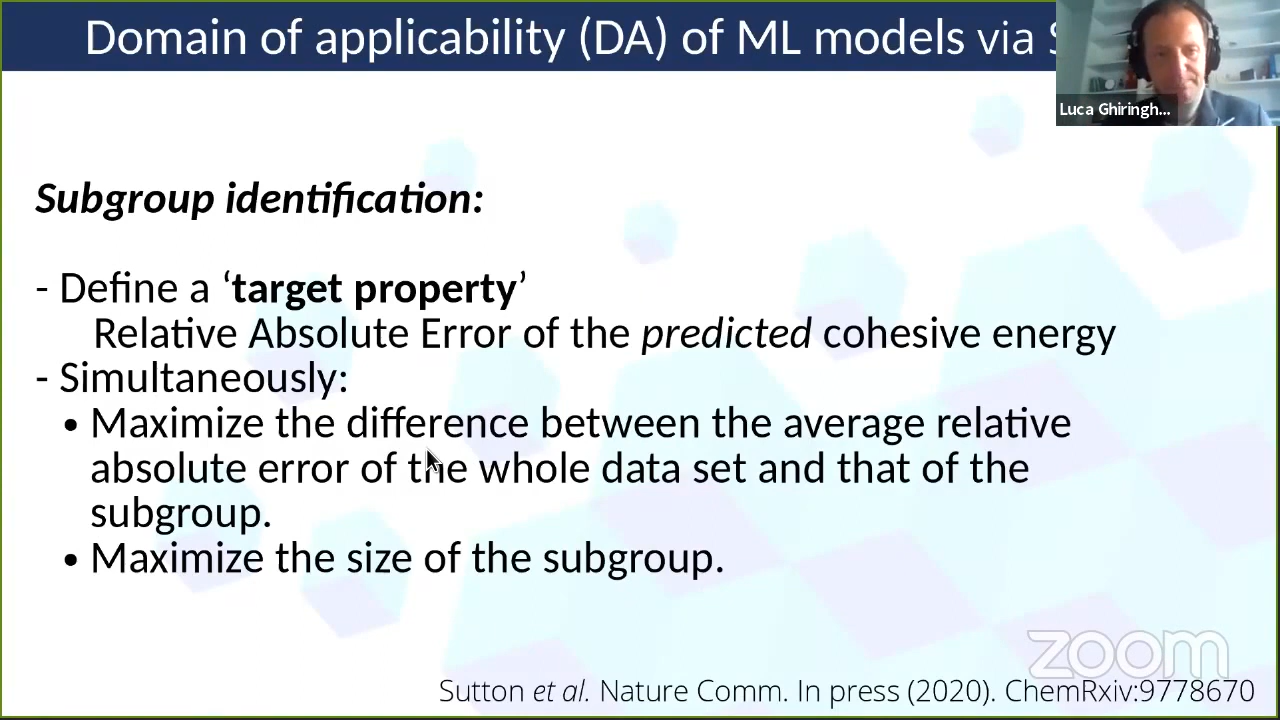 Domain of applicability (DA) of ML models via S
Luca Ghiringh...
Subgroup identification:
- Define a ‘target property’
Relative Absolute Error of the predicted cohesive energy
- Simultaneously:
• Maximize the difference between the average relative
absolute error of the whole data set and that of the
subgroup.
• Maximize the size of the subgroup.
zoom
Sutton et al. Nature Comm. In press (2020). ChemRxiv:9778670